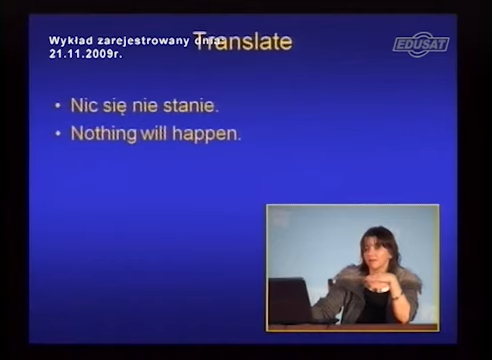 Translate
Wykład zarejestrowany dnia:
21.11.2009r.
EDUSAT
• Nic się nie stanie.
• Nothing will happen.